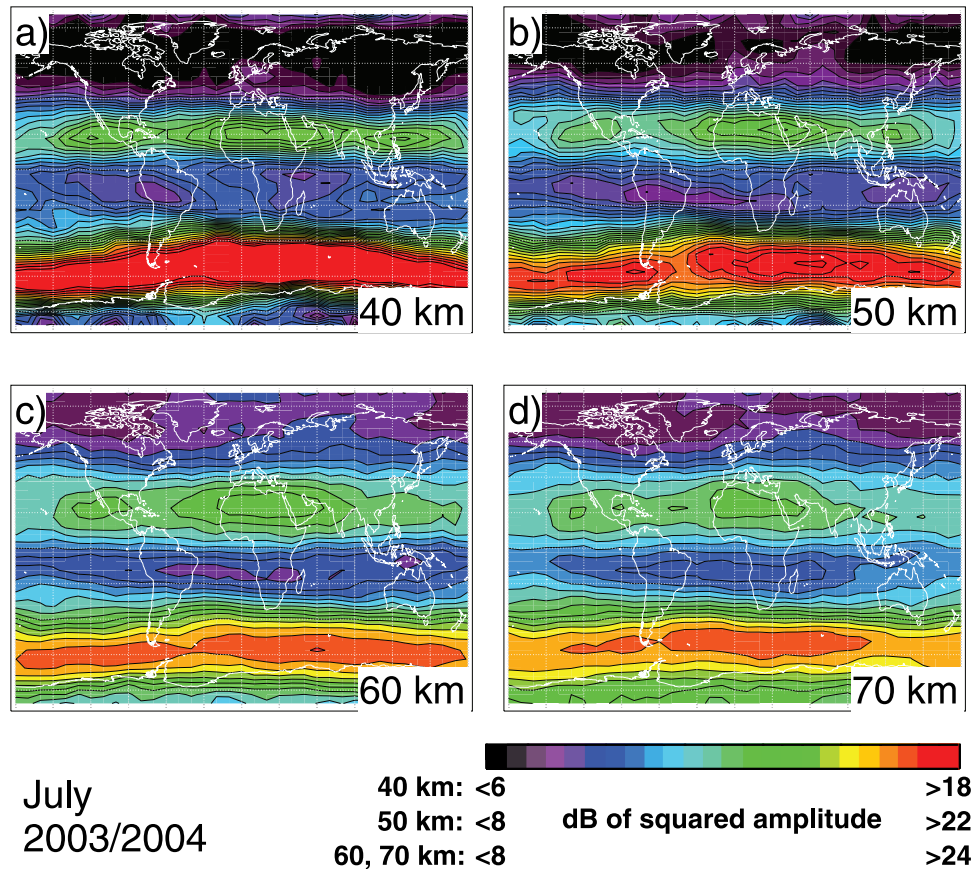 a)
40 km
b)
50 km
c)
60 km
d)
70 km
July
2003/2004
40 km: <6 >18
50 km: <8 dB of squared amplitude >22
60, 70 km: <8 >24